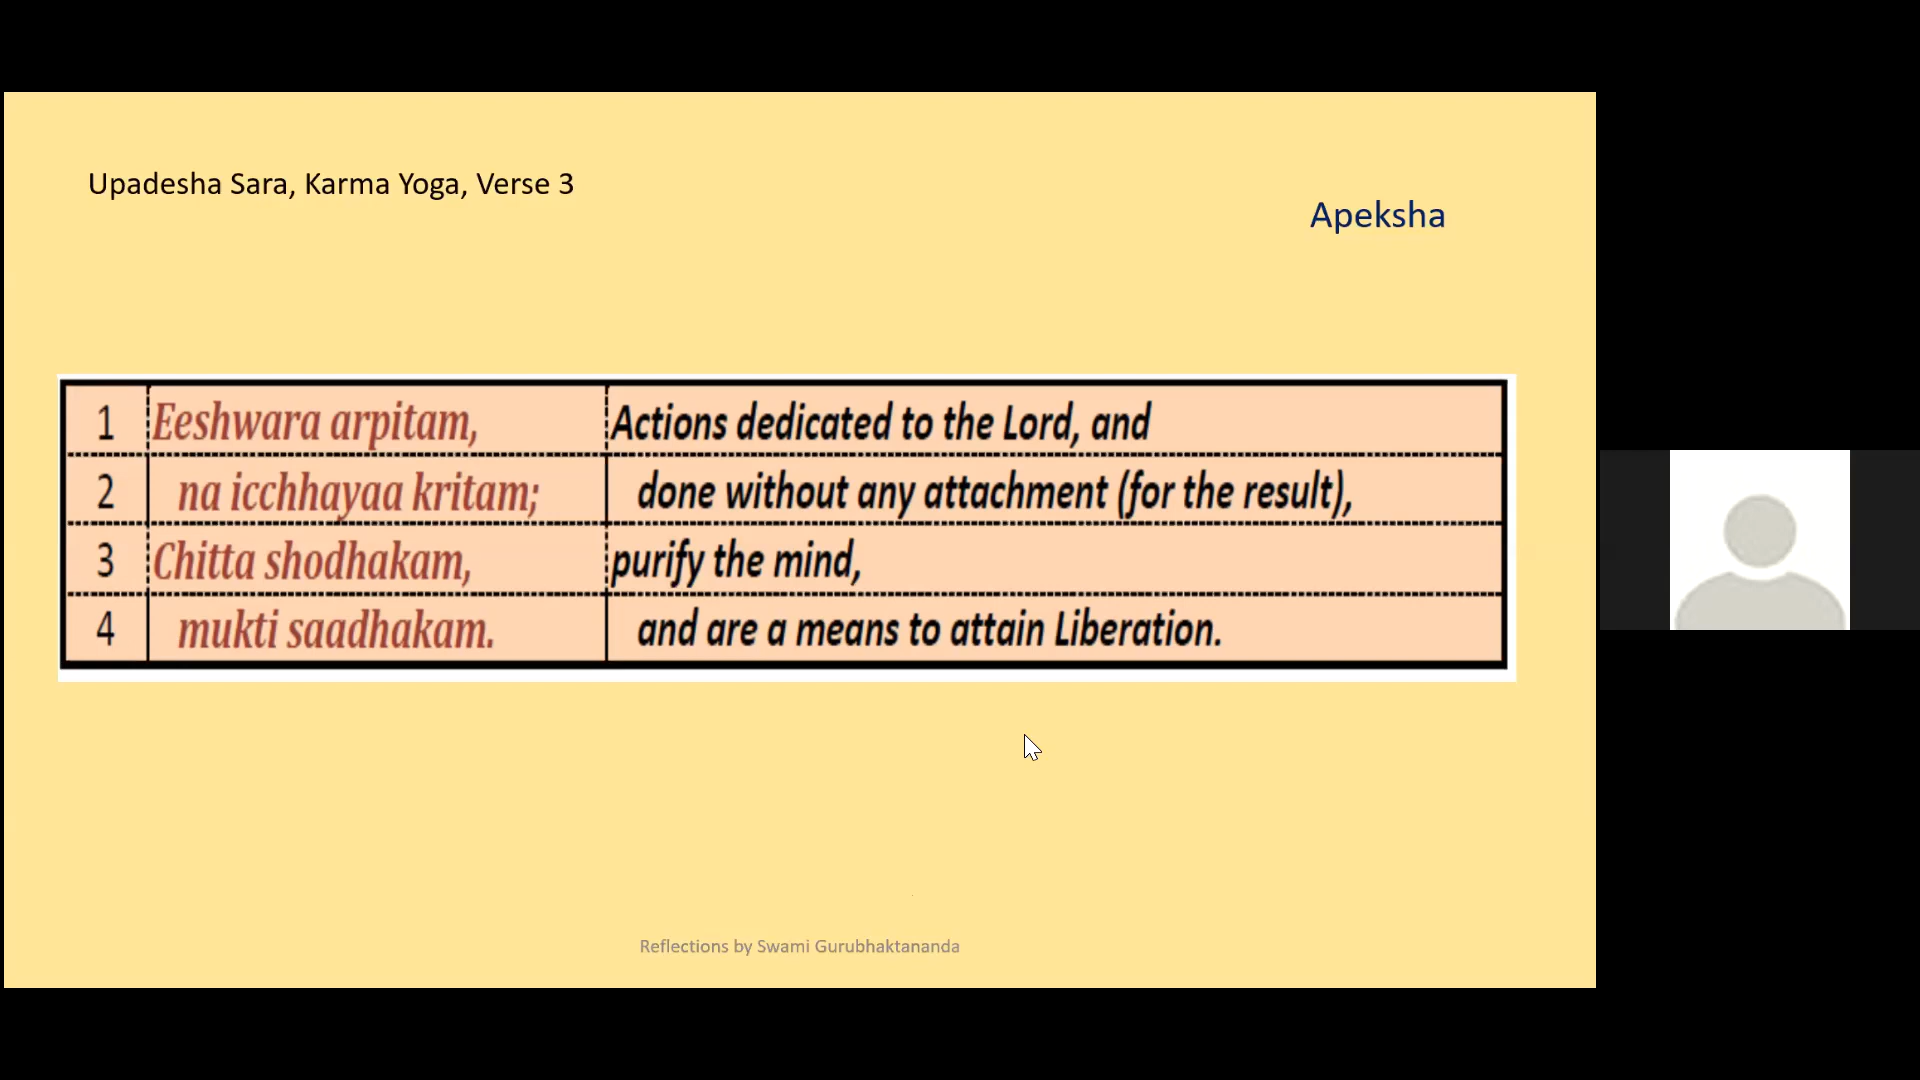 Upadesha Sara, Karma Yoga, Verse 3
Apeksha
1 Eeshwara arpitam, Actions dedicated to the Lord, and
2 na icchhayaa kritam; done without any attachment (for the result),
3 Chitta shodhakam, purify the mind,
4 mukti saadhakam. and are a means to attain Liberation.
Reflections by Swami Gurubhaktananda